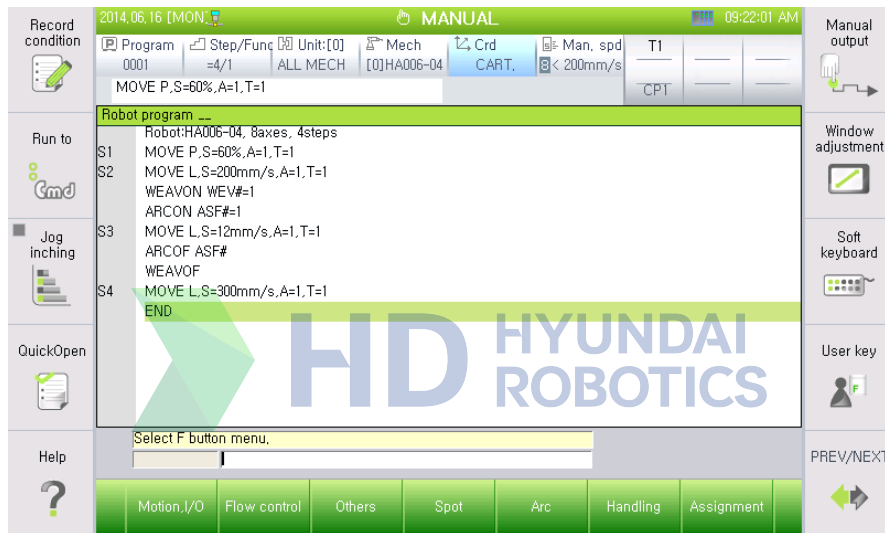 Record
condition
Run to
Cmd
Jog
inching
QuickOpen
Help
?
2014,06,16 [MON]
MANUAL
09:22:01 AM
P Program
0001
Step/Func
=4/1
Unit:[0]
ALL MECH
Mech
[0]HA006-04
Crd
CART,
Man, spd
8< 200mm/s
T1
CP1
MOVE P,S=60%,A=1,T=1
Robot program __
Robot:HA006-04, 8axes, 4steps
S1 MOVE P,S=60%,A=1,T=1
S2 MOVE L,S=200mm/s,A=1,T=1
WEAVON WEV#=1
ARCON ASF#=1
S3 MOVE L,S=12mm/s,A=1,T=1
ARCOF ASF#
WEAVOF
S4 MOVE L,S=300mm/s,A=1,T=1
END
HD HYUNDAI
ROBOTICS
Select F button menu,
Motion,I/O Flow control Others Spot Arc Handling Assignment
Manual
output
Window
adjustment
Soft
keyboard
User key
F
PREV/NEXT